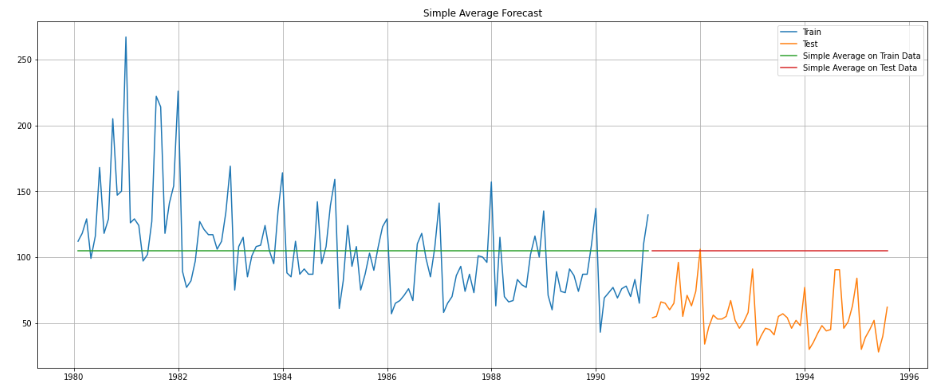 Simple Average Forecast
Train
Test
Simple Average on Train Data
Simple Average on Test Data
250
200
150
100
50
1980 1982 1984 1986 1988 1990 1992 1994 1996